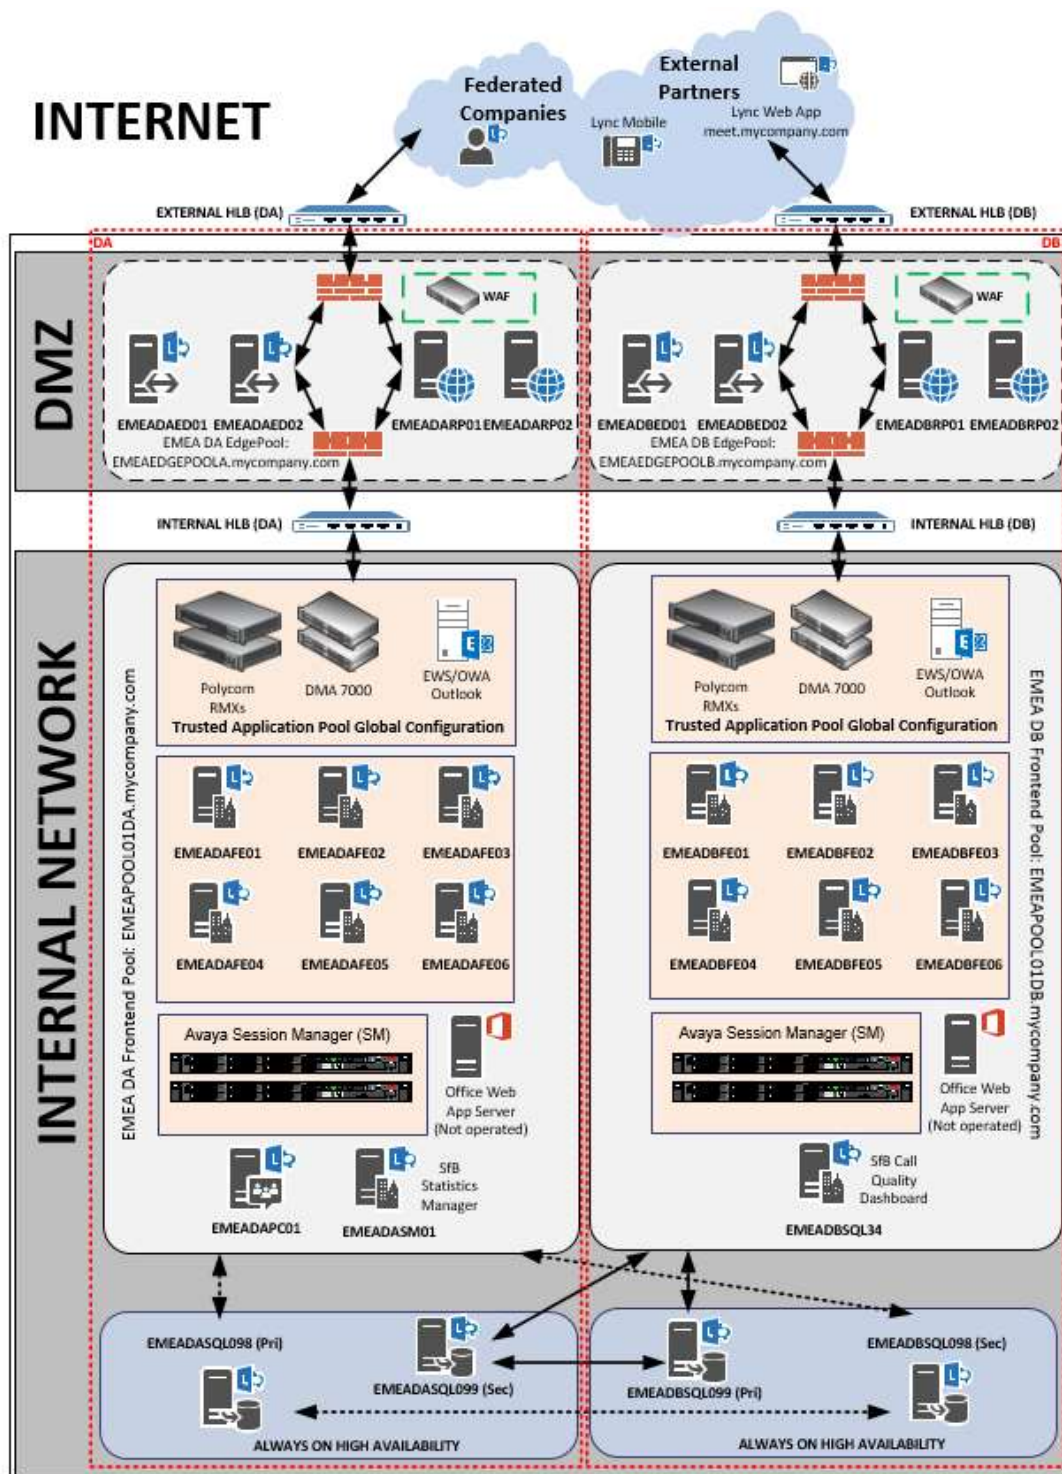 INTERNET
Federated
Companies
External
Partners
Lync Mobile
Lync Web App
meet.mycompany.com
EXTERNAL HLB (DA)
EXTERNAL HLB (DB)
DA
DB
DMZ
WAF
EMEADAED01
EMEADAED02
EMEADARP01
EMEADARP02
EMEA DA EdgePool:
EMEAEDGEPOOLA.mycompany.com
WAF
EMEADBED01
EMEADBED02
EMEADBRP01
EMEADBRP02
EMEA DB EdgePool:
EMEAEDGEPOOLB.mycompany.com
INTERNAL HLB (DA)
INTERNAL HLB (DB)
INTERNAL NETWORK
EMEA DA Frontend Pool: EMEAPOOL01DA.mycompany.com
Polycom
RMXs
DMA 7000
EWS/OWA
Outlook
Trusted Application Pool Global Configuration
EMEADAFE01
EMEADAFE02
EMEADAFE03
EMEADAFE04
EMEADAFE05
EMEADAFE06
Avaya Session Manager (SM)
Office Web
App Server
(Not operated)
EMEADAPC01
SfB
Statistics
Manager
EMEADASM01
EMEA DB Frontend Pool: EMEAPOOL01DB.mycompany.com
Polycom
RMXs
DMA 7000
EWS/OWA
Outlook
Trusted Application Pool Global Configuration
EMEADBFE01
EMEADBFE02
EMEADBFE03
EMEADBFE04
EMEADBFE05
EMEADBFE06
Avaya Session Manager (SM)
Office Web
App Server
(Not operated)
SfB Call
Quality
Dashboard
EMEADBSQL34
EMEADASQL098 (Pri)
EMEADASQL099 (Sec)
ALWAYS ON HIGH AVAILABILITY
EMEADBSQL099 (Pri)
EMEADBSQL098 (Sec)
ALWAYS ON HIGH AVAILABILITY